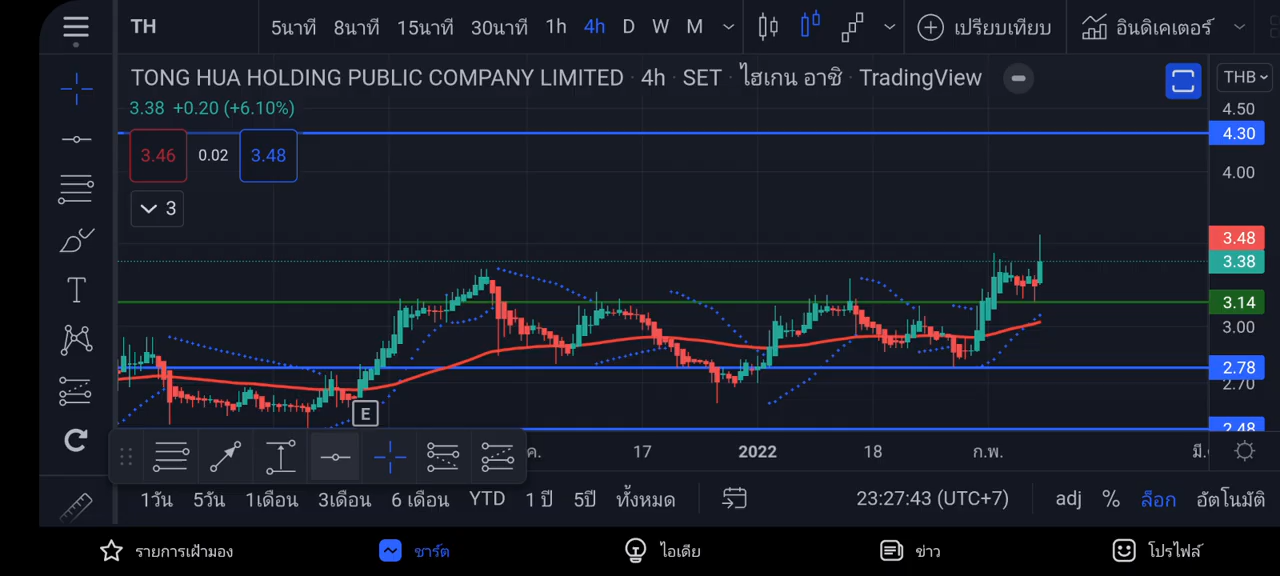 TH 5นาที 8นาที 15นาที 30นาที 1h 4h D W M เปรียบเทียบ อินดิเคเตอร์
TONG HUA HOLDING PUBLIC COMPANY LIMITED · 4h · SET · ไฮเกน อาชิ · TradingView THB
3.38 +0.20 (+6.10%)
3.46 0.02 3.48
3
4.50
4.30
4.00
3.48
3.38
3.14
3.00
2.78
2.70
2.48
E
ค. 17 2022 18 ก.พ. มี.
1วัน 5วัน 1เดือน 3เดือน 6 เดือน YTD 1 ปี 5ปี ทั้งหมด 23:27:43 (UTC+7) adj % ล็อก อัตโนมัติ
รายการเฝ้ามอง ชาร์ต ไอเดีย ข่าว โปรไฟล์